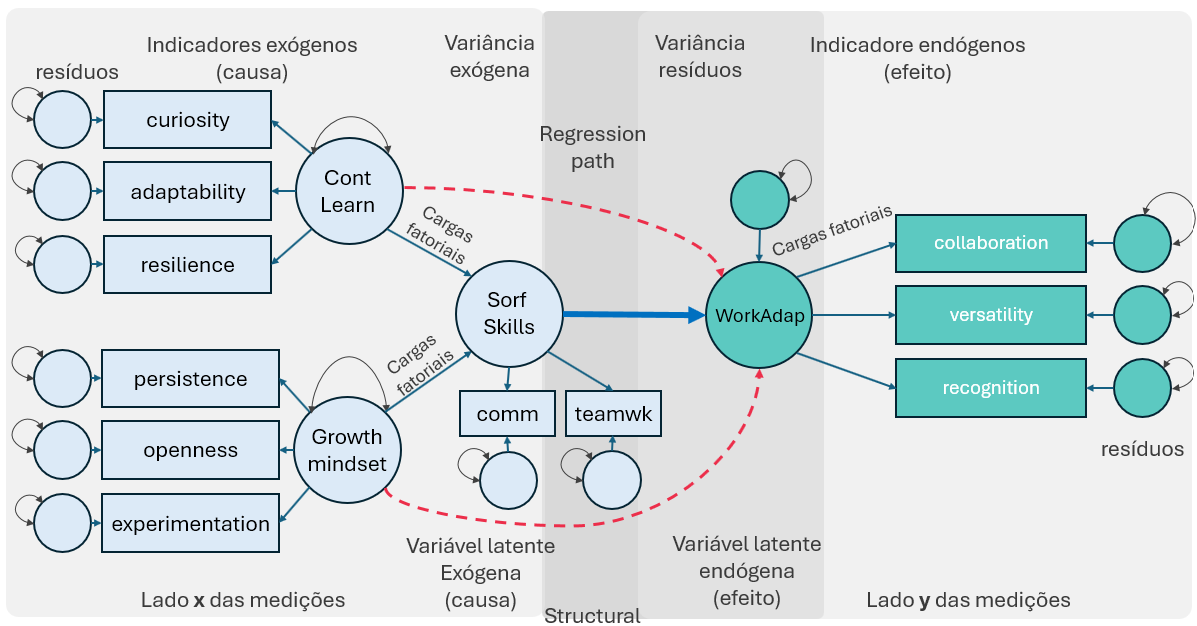 Indicadores exógenos
(causa)
Variância
exógena
Variância
resíduos
Indicadore endógenos
(efeito)
resíduos
curiosity
adaptability
resilience
Cont
Learn
Regression
path
Cargas
fatoriais
Cargas fatoriais
collaboration
versatility
recognition
Sorf
Skills
WorkAdap
persistence
openness
experimentation
Growth
mindset
Cargas
fatoriais
comm
teamwk
resíduos
Variável latente
Exógena
(causa)
Variável latente
endógena
(efeito)
Lado x das medições
Structural
Lado y das medições